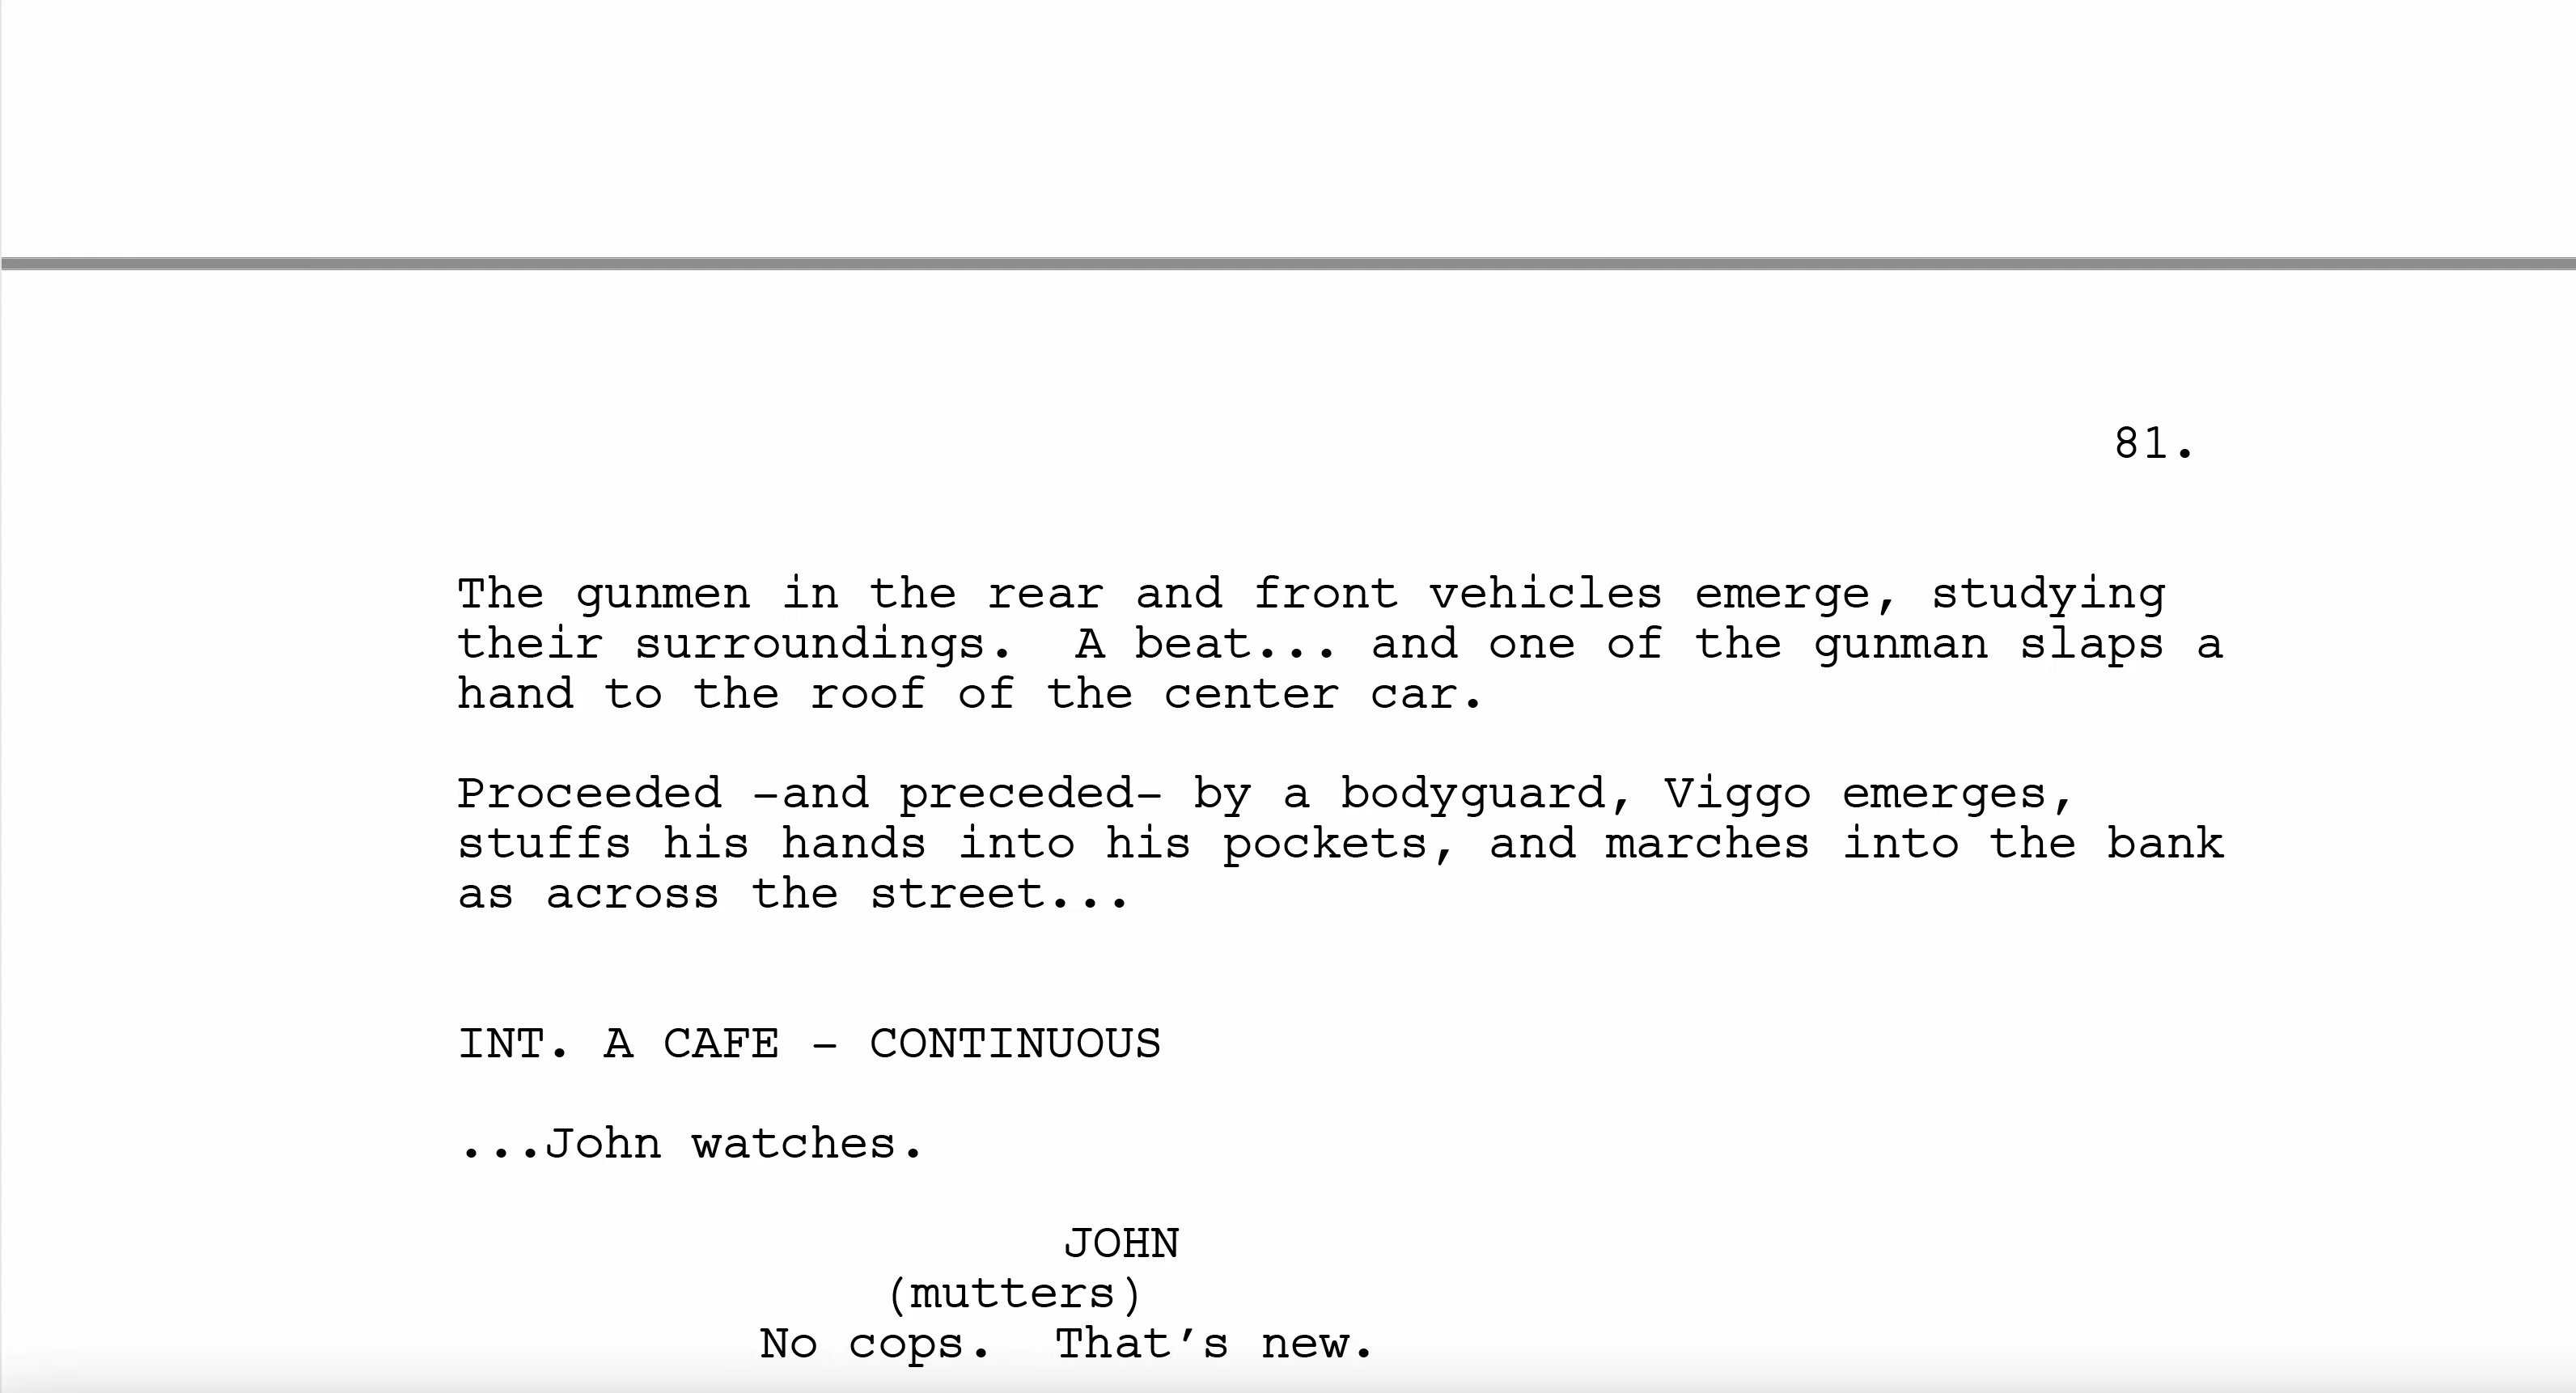 81.
The gunmen in the rear and front vehicles emerge, studying
their surroundings.  A beat... and one of the gunman slaps a
hand to the roof of the center car.
Proceeded -and preceded- by a bodyguard, Viggo emerges,
stuffs his hands into his pockets, and marches into the bank
as across the street...
INT. A CAFE - CONTINUOUS
...John watches.
JOHN
(mutters)
No cops.  That's new.